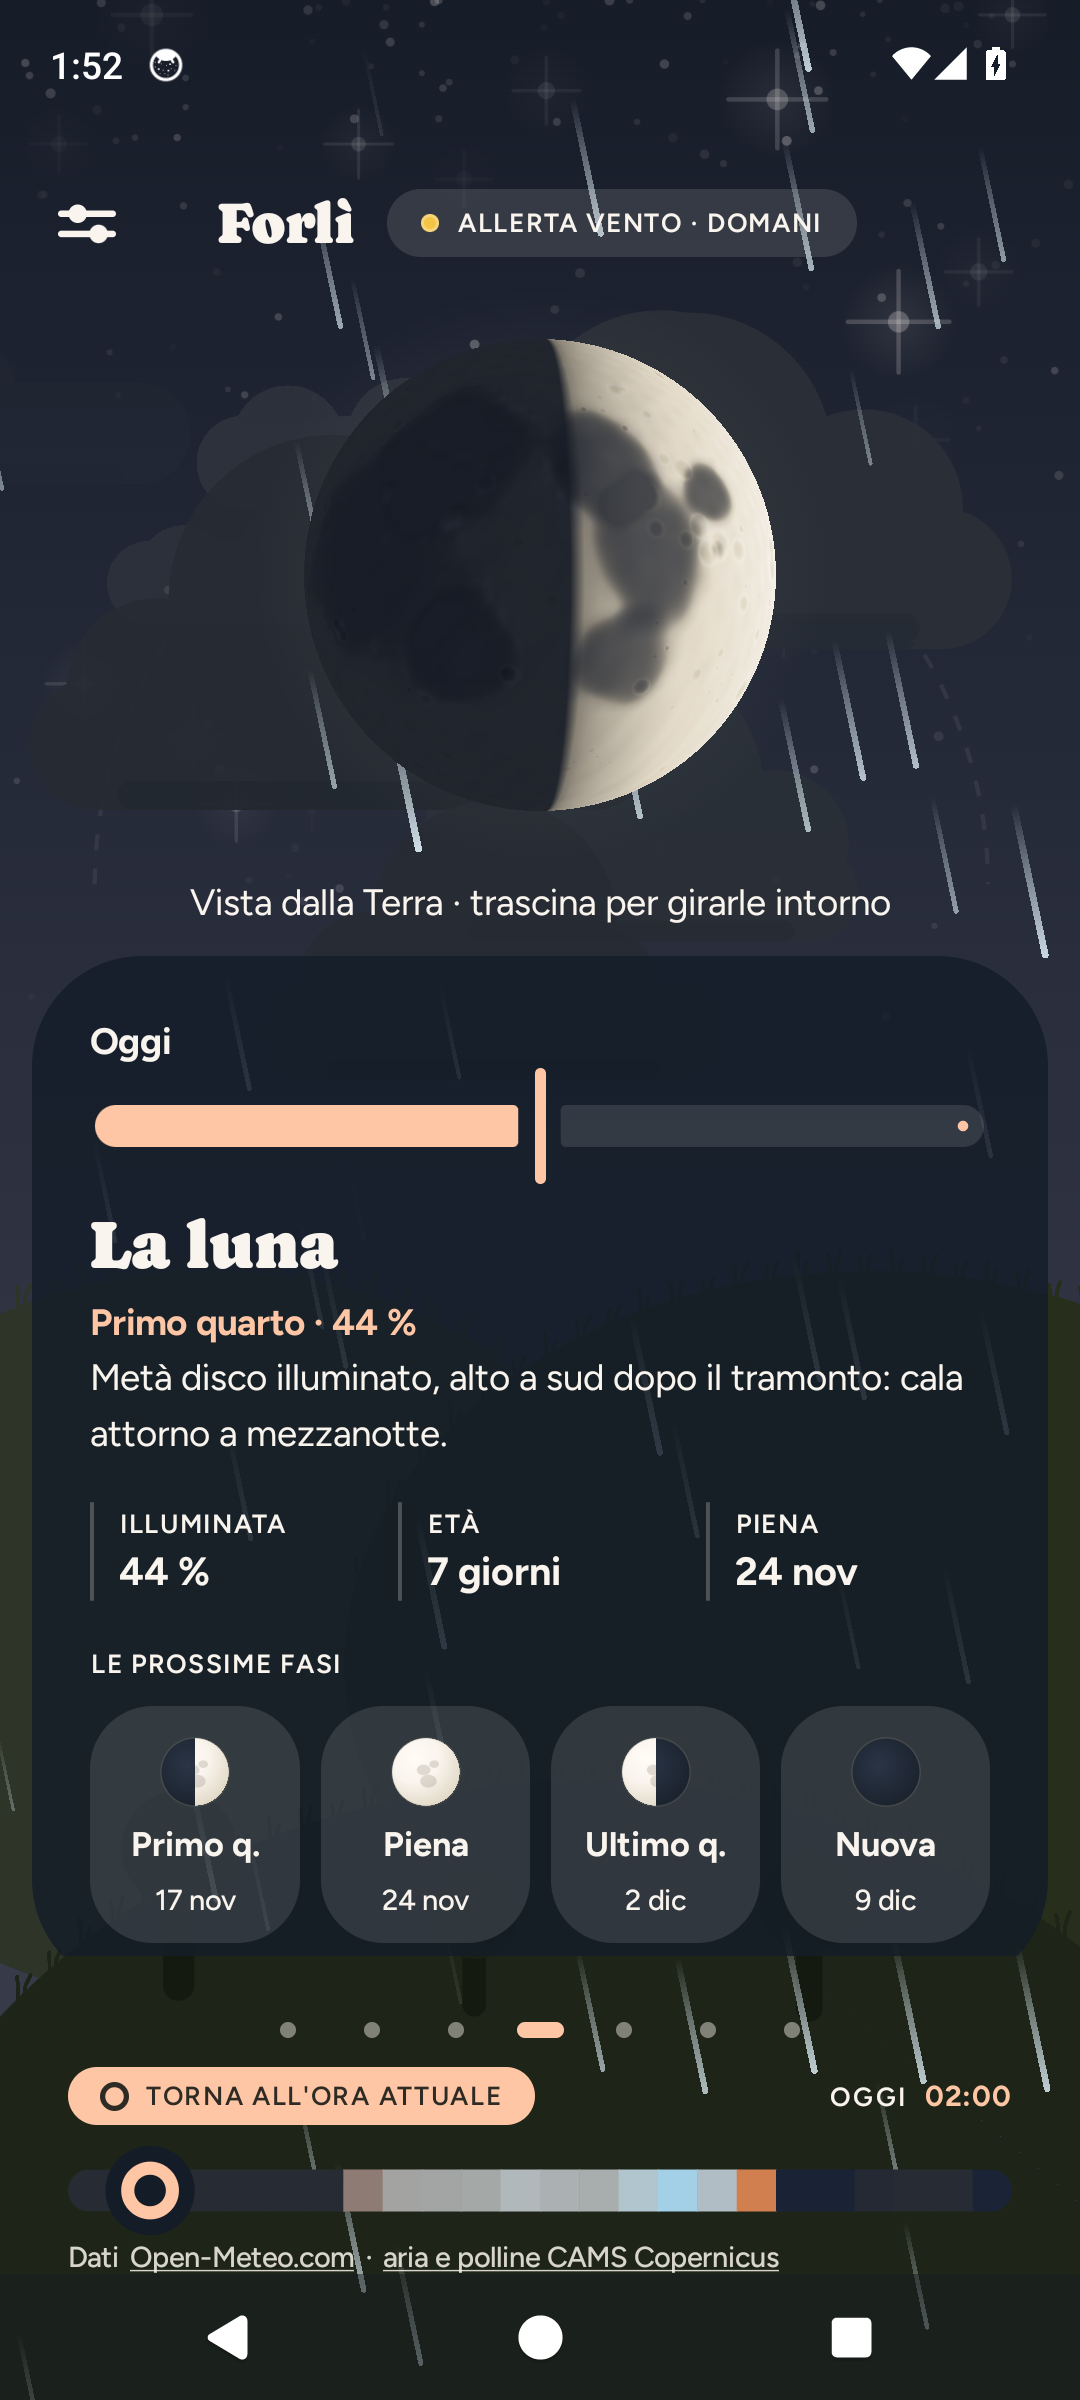 1:52
Forlì
ALLERTA VENTO · DOMANI
Vista dalla Terra · trascina per girarle intorno
Oggi
La luna
Primo quarto · 44 %
Metà disco illuminato, alto a sud dopo il tramonto: cala
attorno a mezzanotte.
ILLUMINATA ETÀ PIENA
44 % 7 giorni 24 nov
LE PROSSIME FASI
Primo q. Piena Ultimo q. Nuova
17 nov 24 nov 2 dic 9 dic
TORNA ALL'ORA ATTUALE OGGI 02:00
Dati Open-Meteo.com · aria e polline CAMS Copernicus